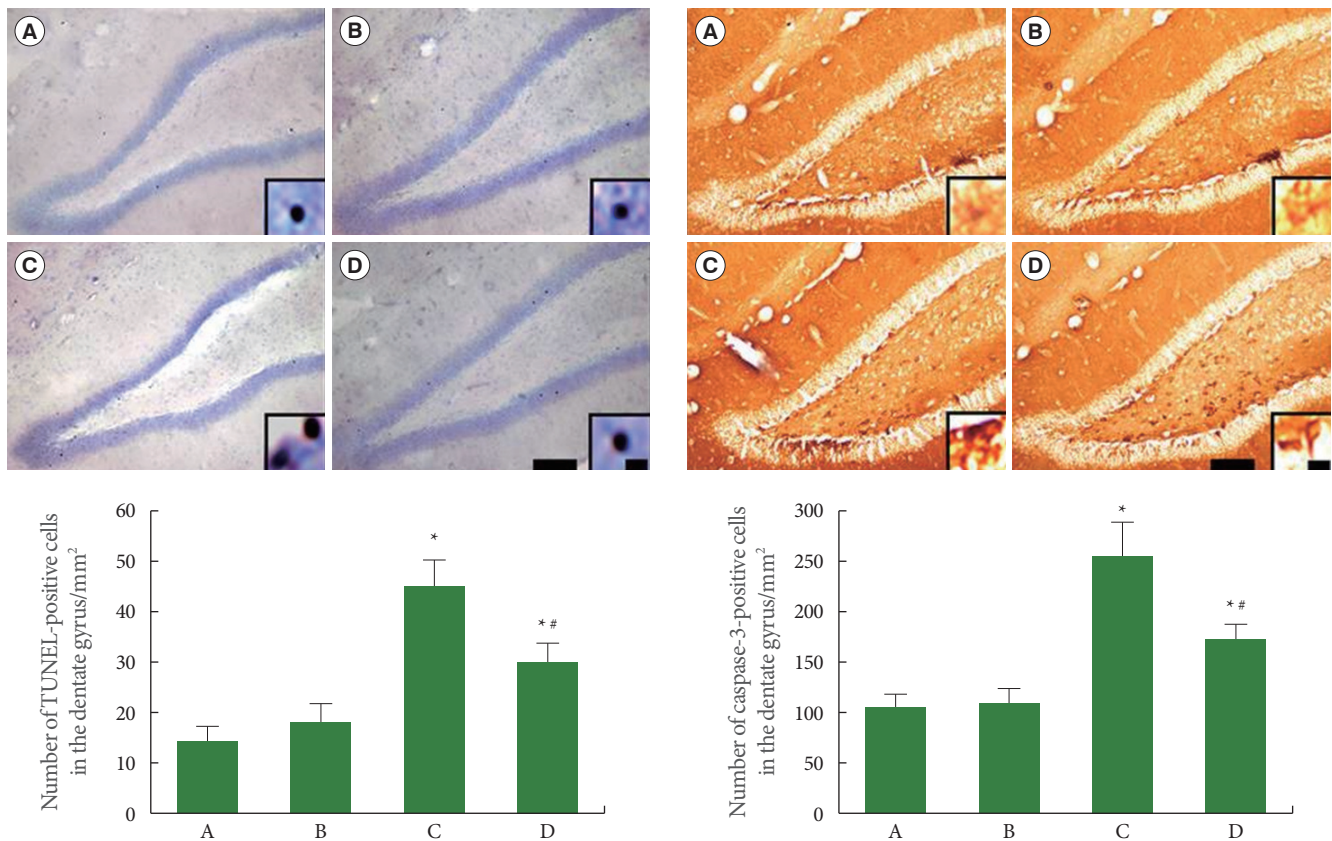 A
B
C
D
60
50
40
30
20
10
0
Number of TUNEL-positive cells
in the dentate gyrus/mm²
*
* #
A B C D
A
B
C
D
300
250
200
150
100
50
0
Number of caspase-3-positive cells
in the dentate gyrus/mm²
*
* #
A B C D